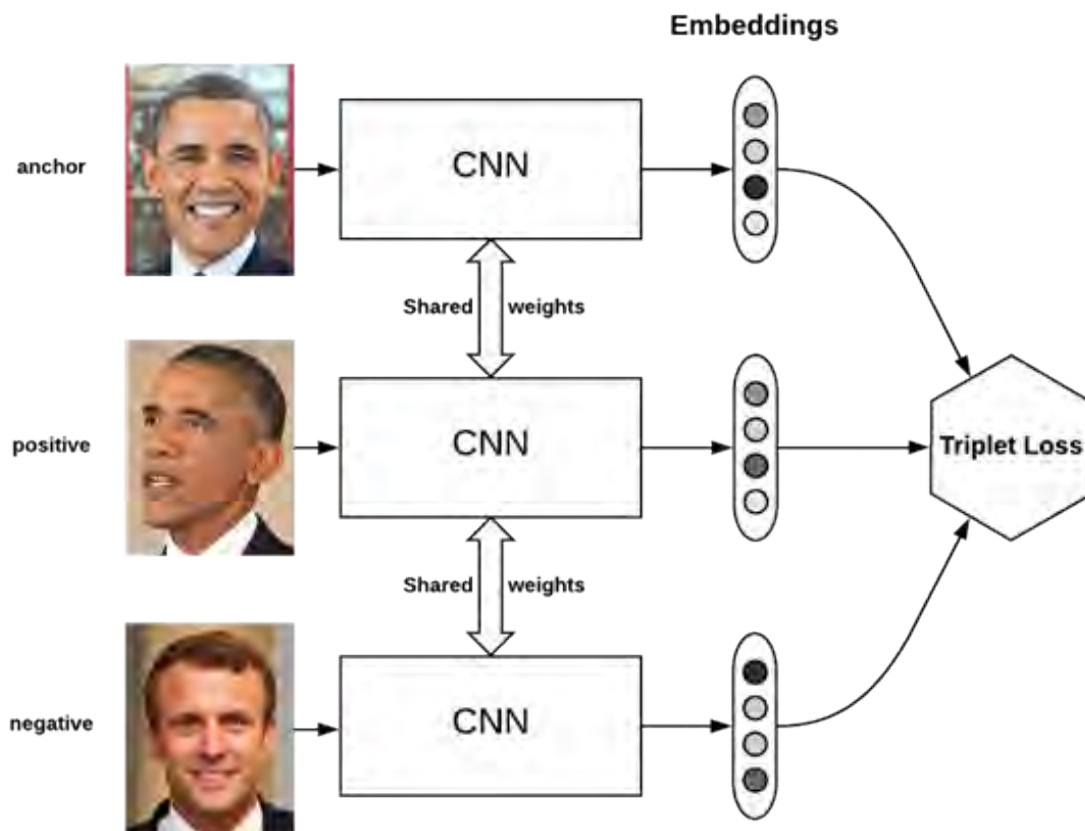 Embeddings
anchor
CNN
Shared weights
positive
CNN
Triplet Loss
Shared weights
negative
CNN